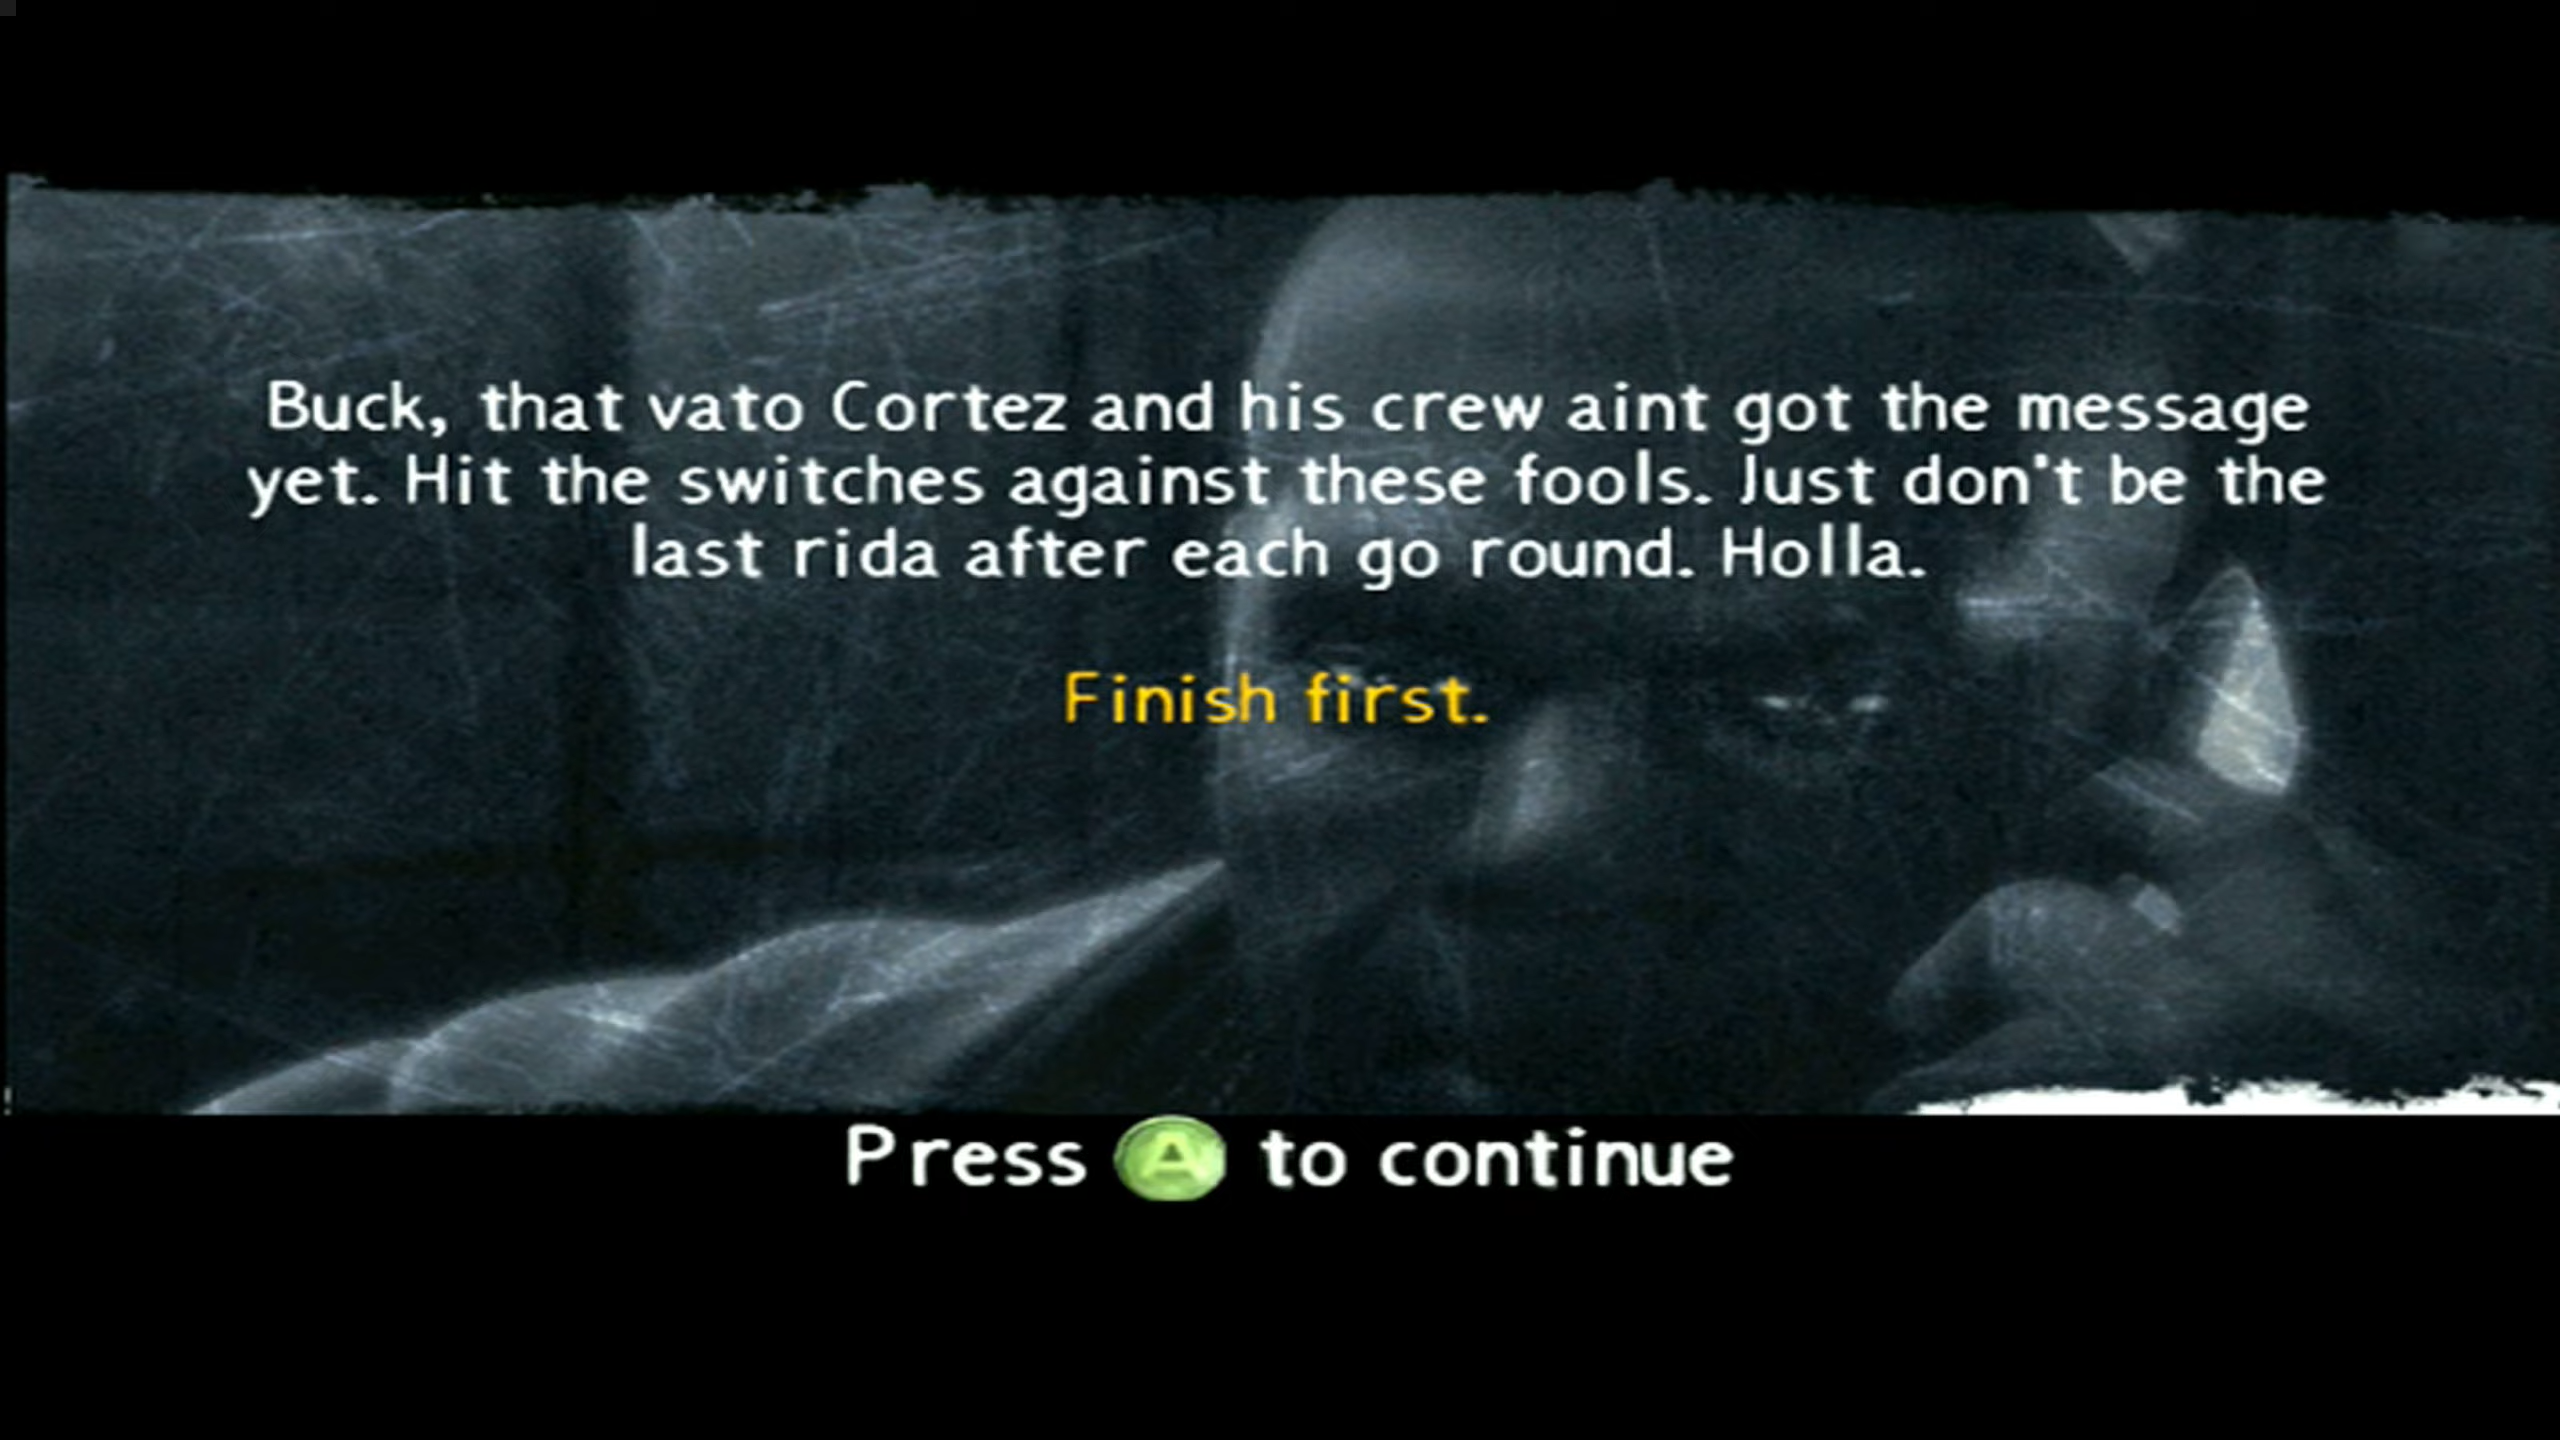 Buck, that vato Cortez and his crew aint got the message
yet. Hit the switches against these fools. Just don't be the
last rida after each go round. Holla.
Finish first.
Press A to continue